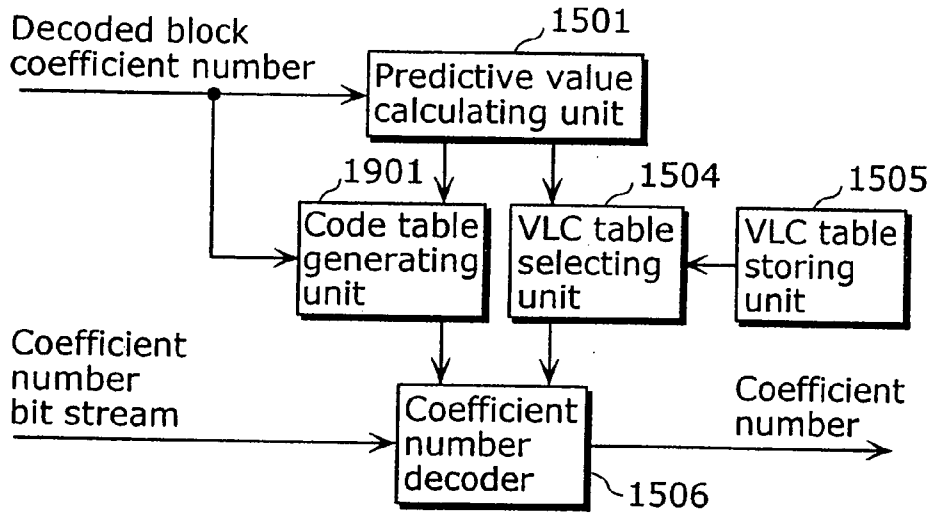 Decoded block
coefficient number
1501
Predictive value
calculating unit
1901
Code table
generating
unit
1504
VLC table
selecting
unit
1505
VLC table
storing
unit
Coefficient
number
bit stream
Coefficient
number
decoder
1506
Coefficient
number